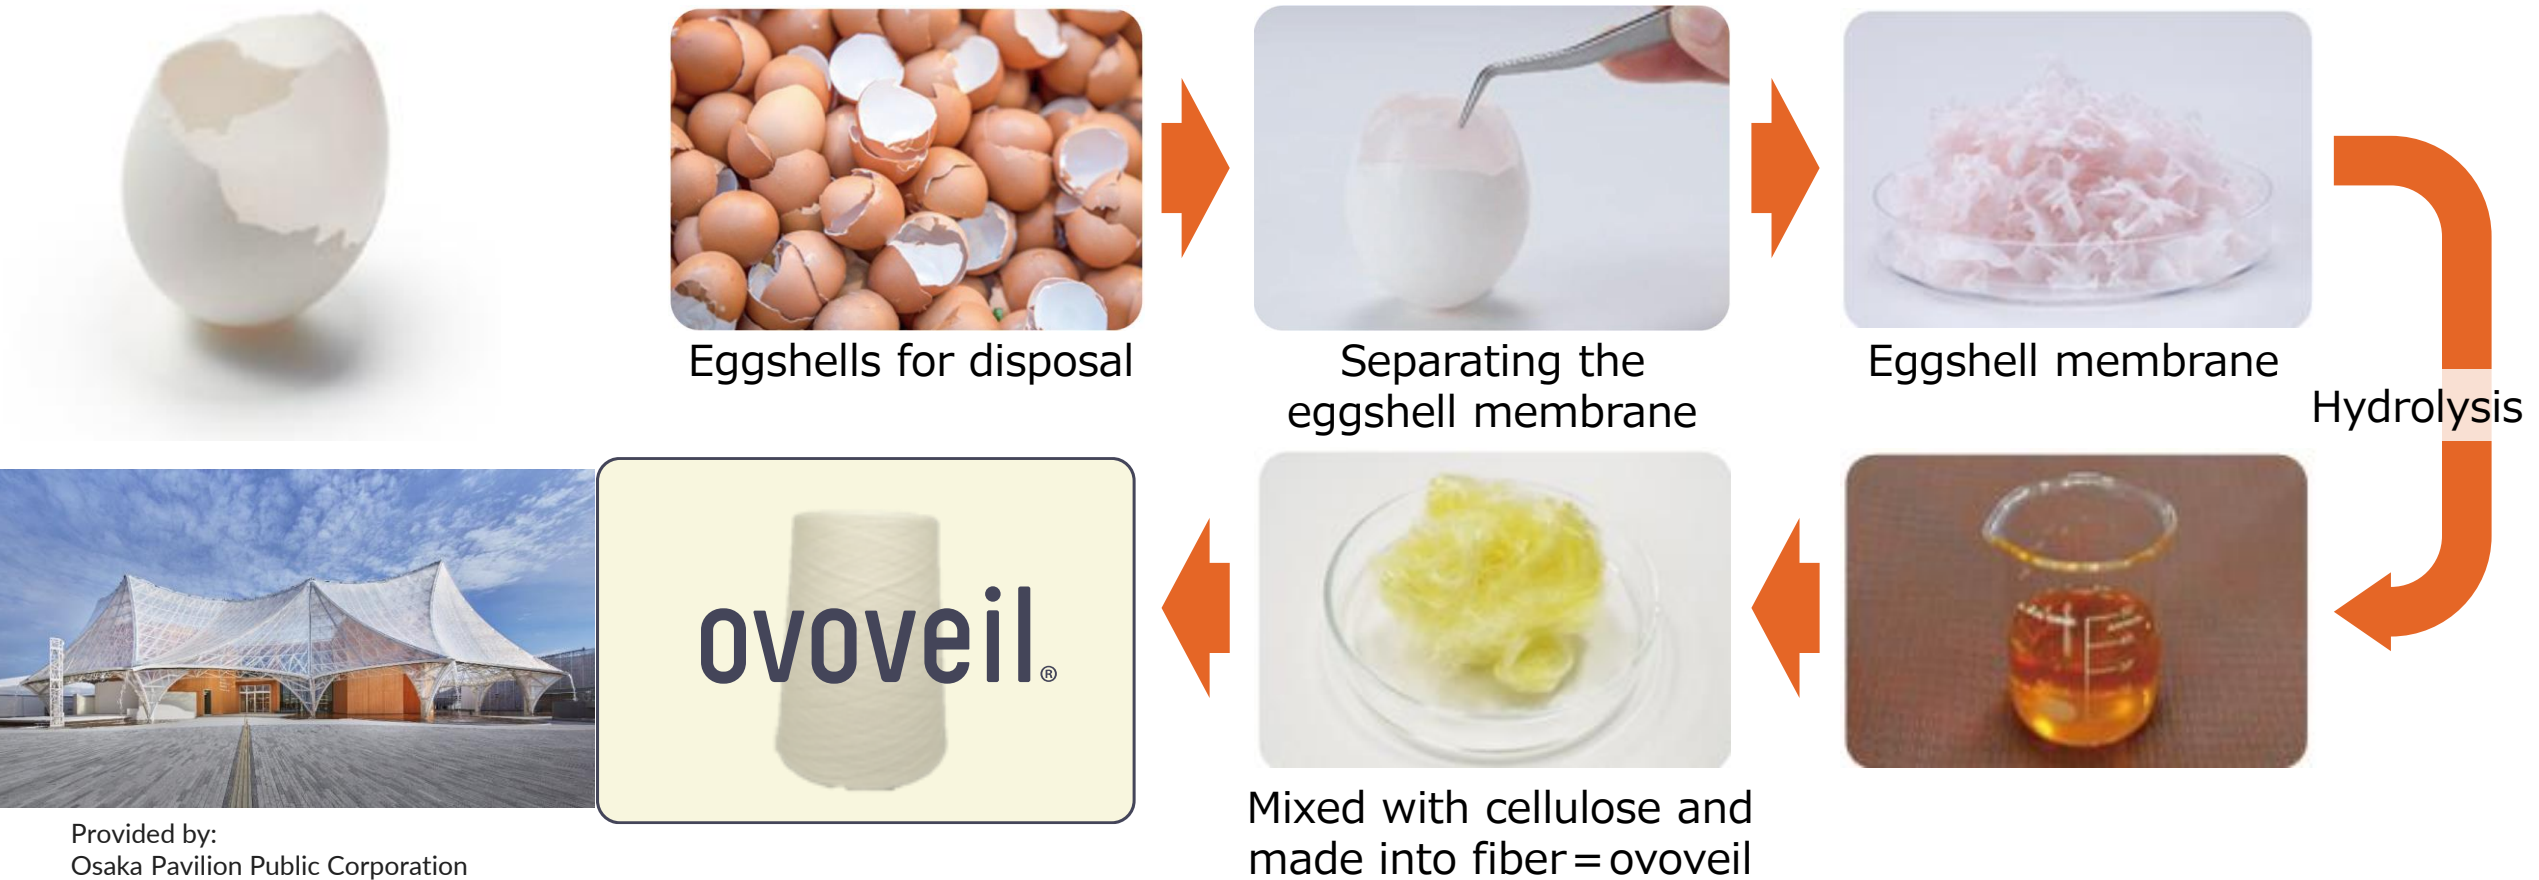 Eggshells for disposal
Separating the
eggshell membrane
Eggshell membrane
Hydrolysis
Mixed with cellulose and
made into fiber=ovoveil
ovoveil®
Provided by:
Osaka Pavilion Public Corporation